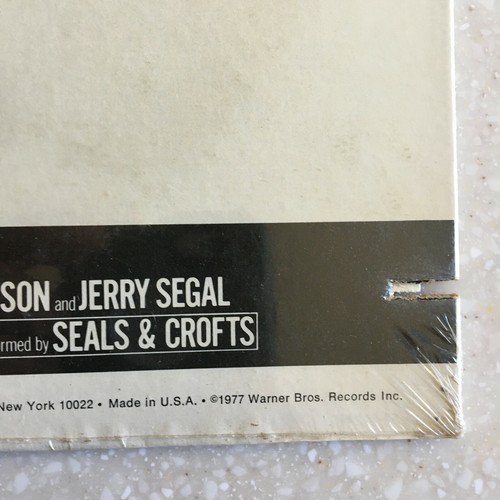 SON and JERRY SEGAL
rmed by SEALS & CROFTS
New York 10022 • Made in U.S.A. • ©1977 Warner Bros. Records Inc.